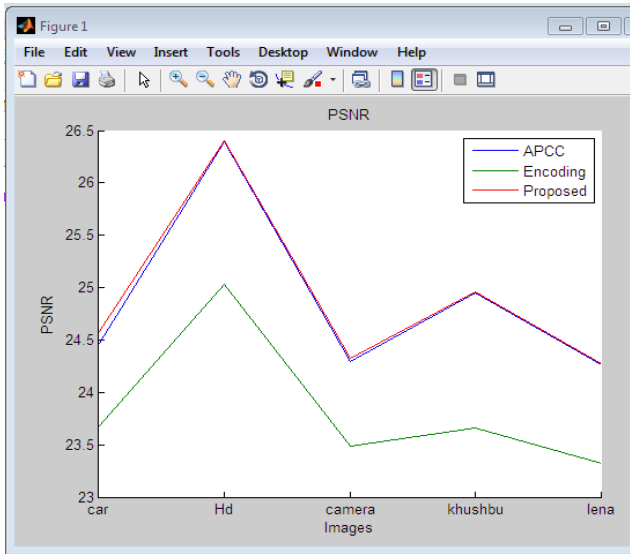 Figure 1
File Edit View Insert Tools Desktop Window Help
PSNR
26.5
26
25.5
25
24.5
24
23.5
23
PSNR
APCC
Encoding
Proposed
car Hd camera khushbu lena
Images